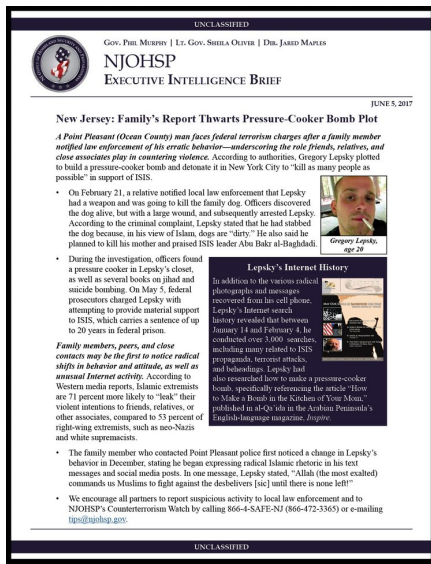 UNCLASSIFIED
GOV. PHIL MURPHY | LT. GOV. SHEILA OLIVER | DIR. JARED MAPLES
NJOHSP
EXECUTIVE INTELLIGENCE BRIEF
JUNE 5, 2017
New Jersey: Family's Report Thwarts Pressure-Cooker Bomb Plot
A Point Pleasant (Ocean County) man faces federal terrorism charges after a family member
notified law enforcement of his erratic behavior—underscoring the role friends, relatives, and
close associates play in countering violence. According to authorities, Gregory Lepsky plotted
to build a pressure-cooker bomb and detonate it in New York City to "kill as many people as
possible" in support of ISIS.
• On February 21, a relative notified local law enforcement that Lepsky
had a weapon and was going to kill the family dog. Officers discovered
the dog alive, but with a large wound, and subsequently arrested Lepsky.
According to the criminal complaint, Lepsky stated that he had stabbed
the dog because, in his view of Islam, dogs are "dirty." He also said he
planned to kill his mother and praised ISIS leader Abu Bakr al-Baghdadi.
Gregory Lepsky,
age 20
• During the investigation, officers found
a pressure cooker in Lepsky's closet,
as well as several books on jihad and
suicide bombing. On May 5, federal
prosecutors charged Lepsky with
attempting to provide material support
to ISIS, which carries a sentence of up
to 20 years in federal prison.
Family members, peers, and close
contacts may be the first to notice radical
shifts in behavior and attitude, as well as
unusual Internet activity. According to
Western media reports, Islamic extremists
are 71 percent more likely to "leak" their
violent intentions to friends, relatives, or
other associates, compared to 53 percent of
right-wing extremists, such as neo-Nazis
and white supremacists.
Lepsky's Internet History
In addition to the various radical
photographs and messages
recovered from his cell phone,
Lepsky's Internet search
history revealed that between
January 14 and February 4, he
conducted over 3,000 searches,
including many related to ISIS
propaganda, terrorist attacks,
and beheadings. Lepsky had
also researched how to make a pressure-cooker
bomb, specifically referencing the article "How
to Make a Bomb in the Kitchen of Your Mom,"
published in al-Qa'ida in the Arabian Peninsula's
English-language magazine, Inspire.
• The family member who contacted Point Pleasant police first noticed a change in Lepsky's
behavior in December, stating he began expressing radical Islamic rhetoric in his text
messages and social media posts. In one message, Lepsky stated, "Allah (the most exalted)
commands us Muslims to fight against the desbelivers [sic] until there is none left!"
• We encourage all partners to report suspicious activity to local law enforcement and to
NJOHSP's Counterterrorism Watch by calling 866-4-SAFE-NJ (866-472-3365) or e-mailing
tips@njohsp.gov.
UNCLASSIFIED